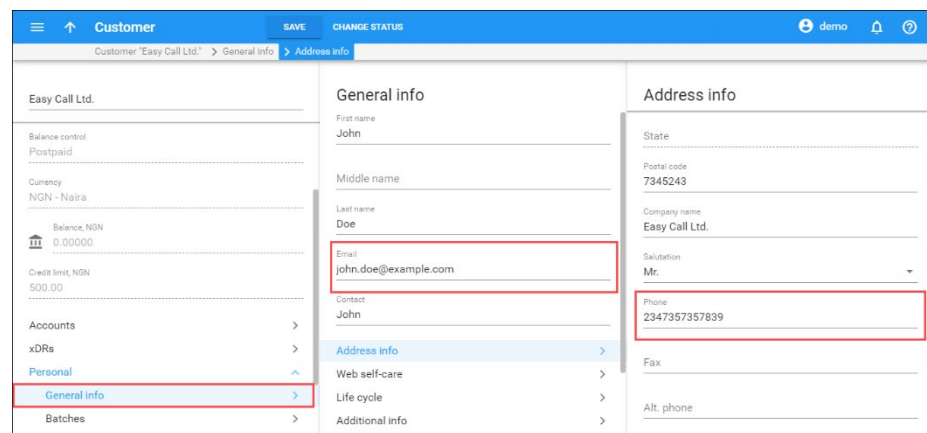 Customer SAVE CHANGE STATUS demo
Customer "Easy Call Ltd." > General info > Address info
Easy Call Ltd.
Balance control
Postpaid
Currency
NGN - Naira
Balance, NGN
0.00000
Credit limit, NGN
500.00
Accounts
xDRs
Personal
General info
Batches
General info
First name
John
Middle name
Last name
Doe
Email
john.doe@example.com
Contact
John
Address info
Web self-care
Life cycle
Additional info
Address info
State
Postal code
7345243
Company name
Easy Call Ltd.
Salutation
Mr.
Phone
2347357357839
Fax
Alt. phone